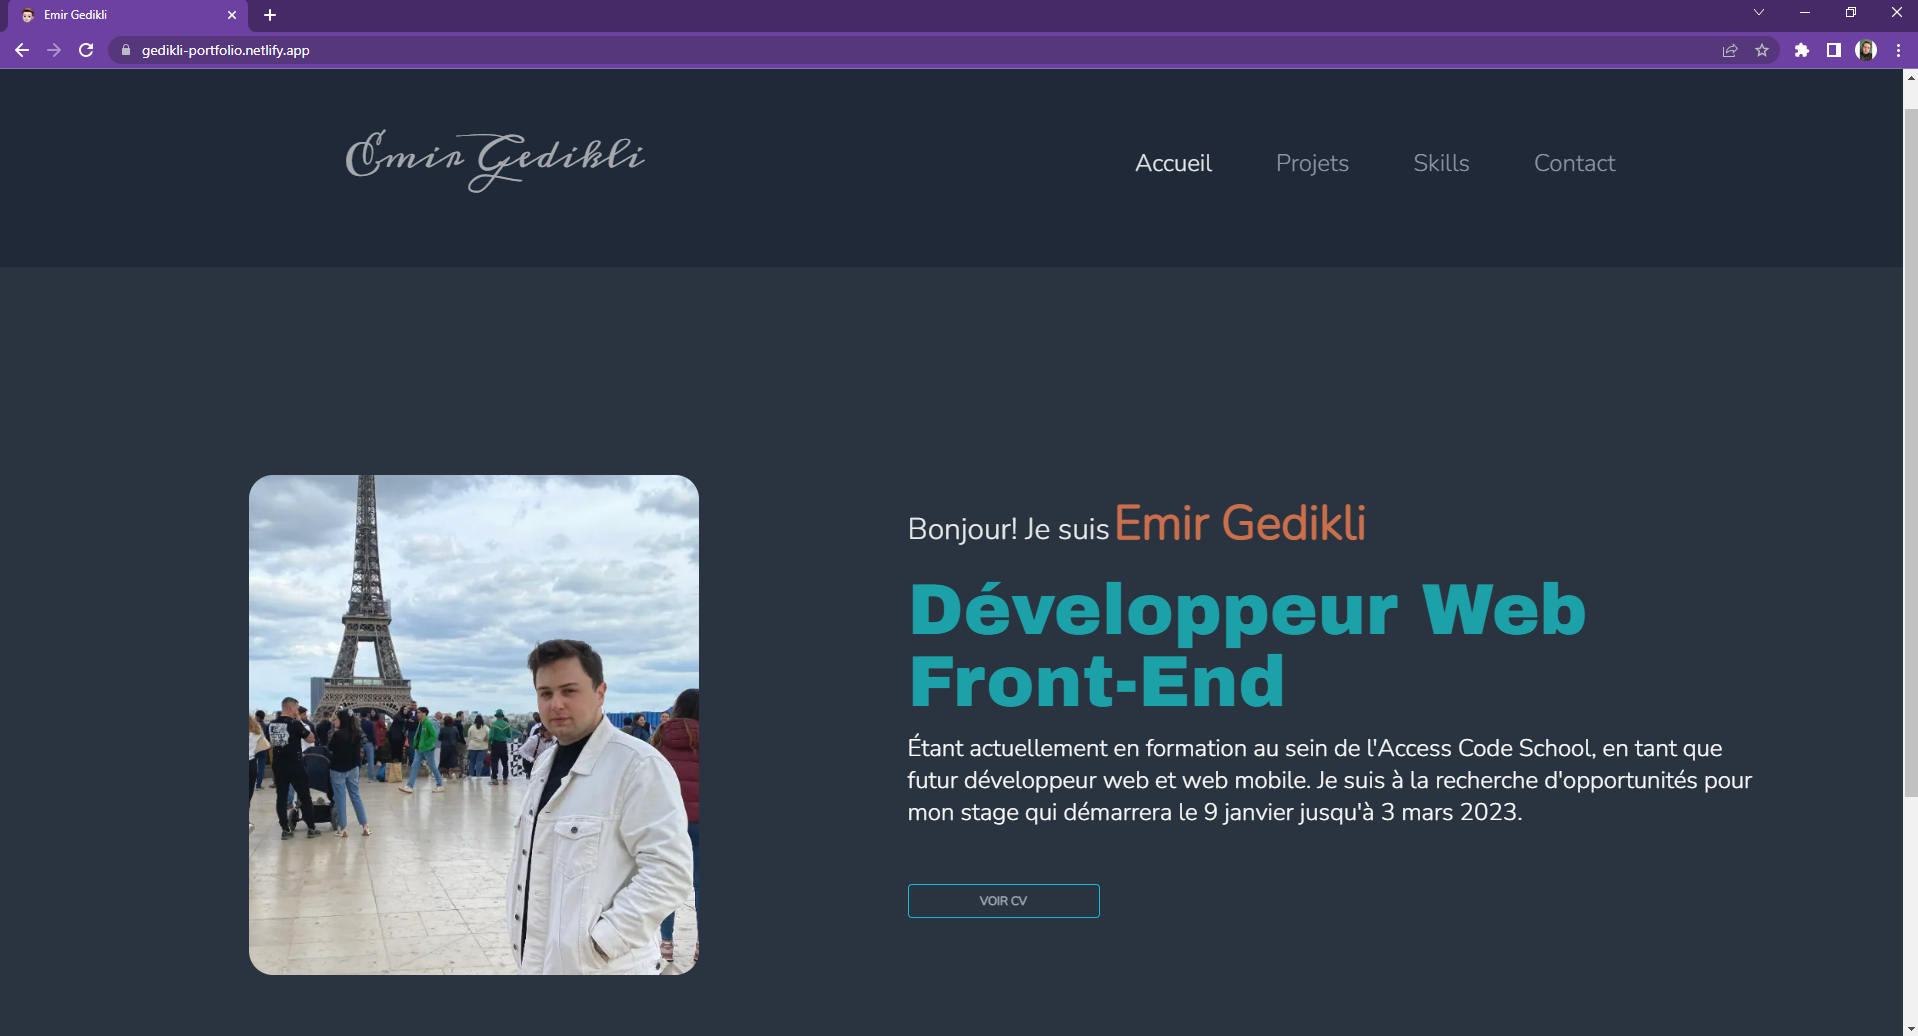 Emir Gedikli
gedikli-portfolio.netlify.app
Emir Gedikli
Accueil Projets Skills Contact
Bonjour! Je suis Emir Gedikli
Développeur Web
Front-End
Étant actuellement en formation au sein de l'Access Code School, en tant que
futur développeur web et web mobile. Je suis à la recherche d'opportunités pour
mon stage qui démarrera le 9 janvier jusqu'à 3 mars 2023.
VOIR CV